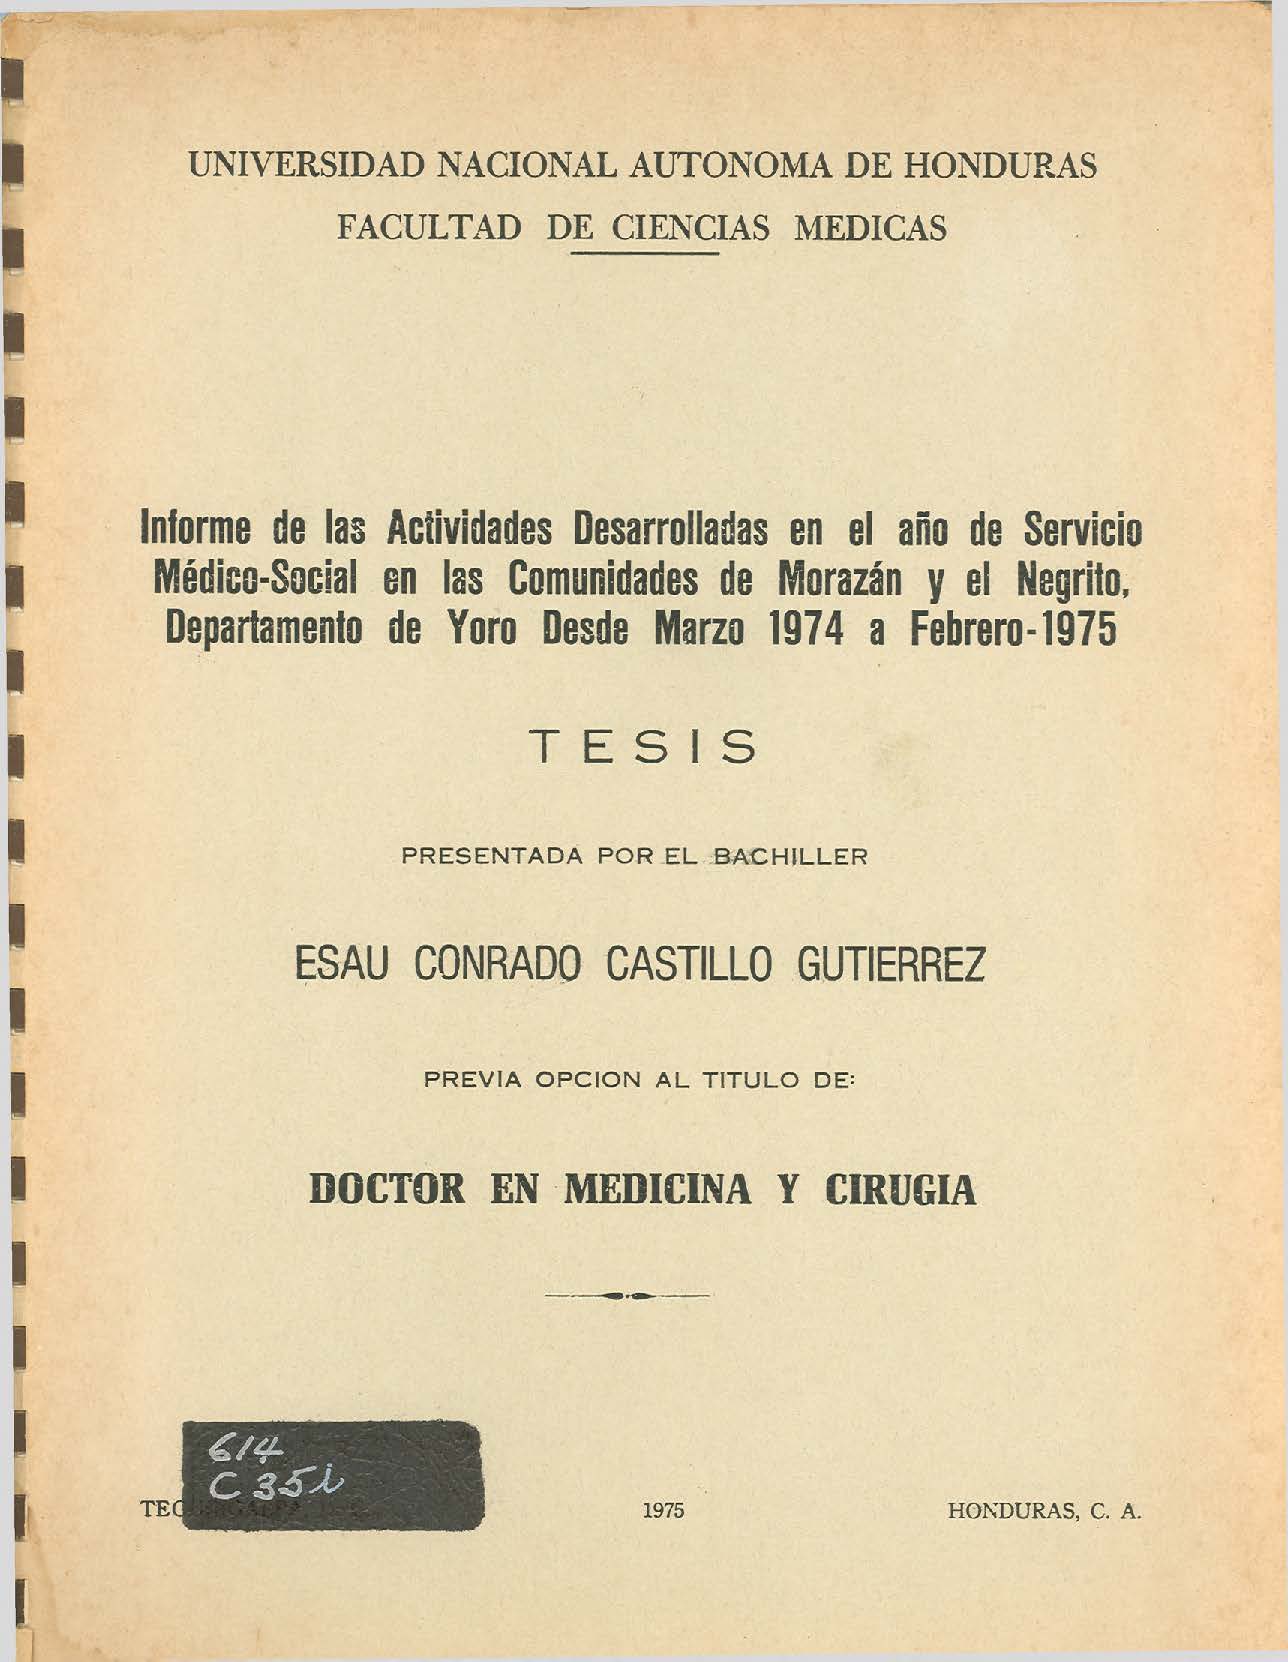 UNIVERSIDAD NACIONAL AUTONOMA DE HONDURAS
FACULTAD DE CIENCIAS MEDICAS
Informe de las Actividades Desarrolladas en el año de Servicio
Médico-Social en las Comunidades de Morazán y el Negrito,
Departamento de Yoro Desde Marzo 1974 a Febrero-1975
TESIS
PRESENTADA POR EL BACHILLER
ESAU CONRADO CASTILLO GUTIERREZ
PREVIA OPCION AL TITULO DE:
DOCTOR EN MEDICINA Y CIRUGIA
614
C 35i
1975 HONDURAS, C. A.